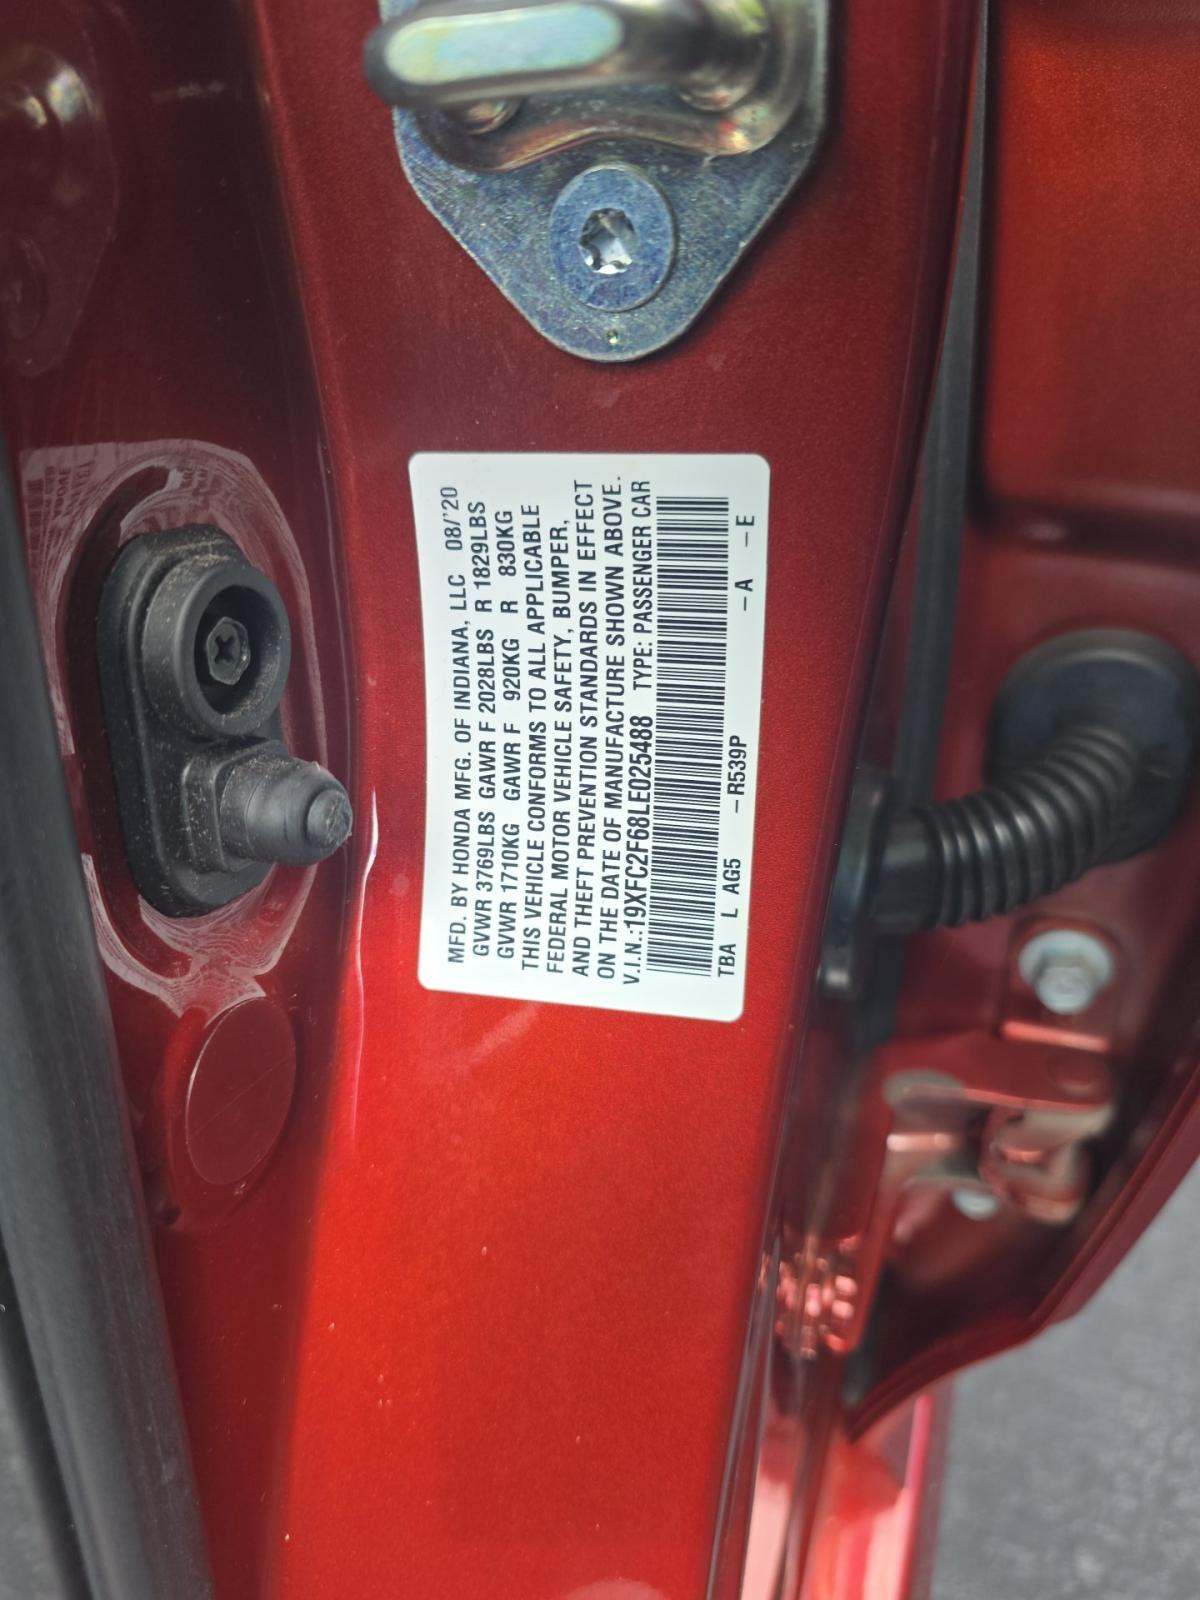 MFD. BY HONDA MFG. OF INDIANA, LLC 08/'20
GVWR 3769LBS GAWR F 2028LBS R 1829LBS
GVWR 1710KG GAWR F 920KG R 830KG
THIS VEHICLE CONFORMS TO ALL APPLICABLE
FEDERAL MOTOR VEHICLE SAFETY, BUMPER,
AND THEFT PREVENTION STANDARDS IN EFFECT
ON THE DATE OF MANUFACTURE SHOWN ABOVE.
V.I.N.:19XFC2F68LE025488 TYPE: PASSENGER CAR
TBA L AG5 -R539P -A -E